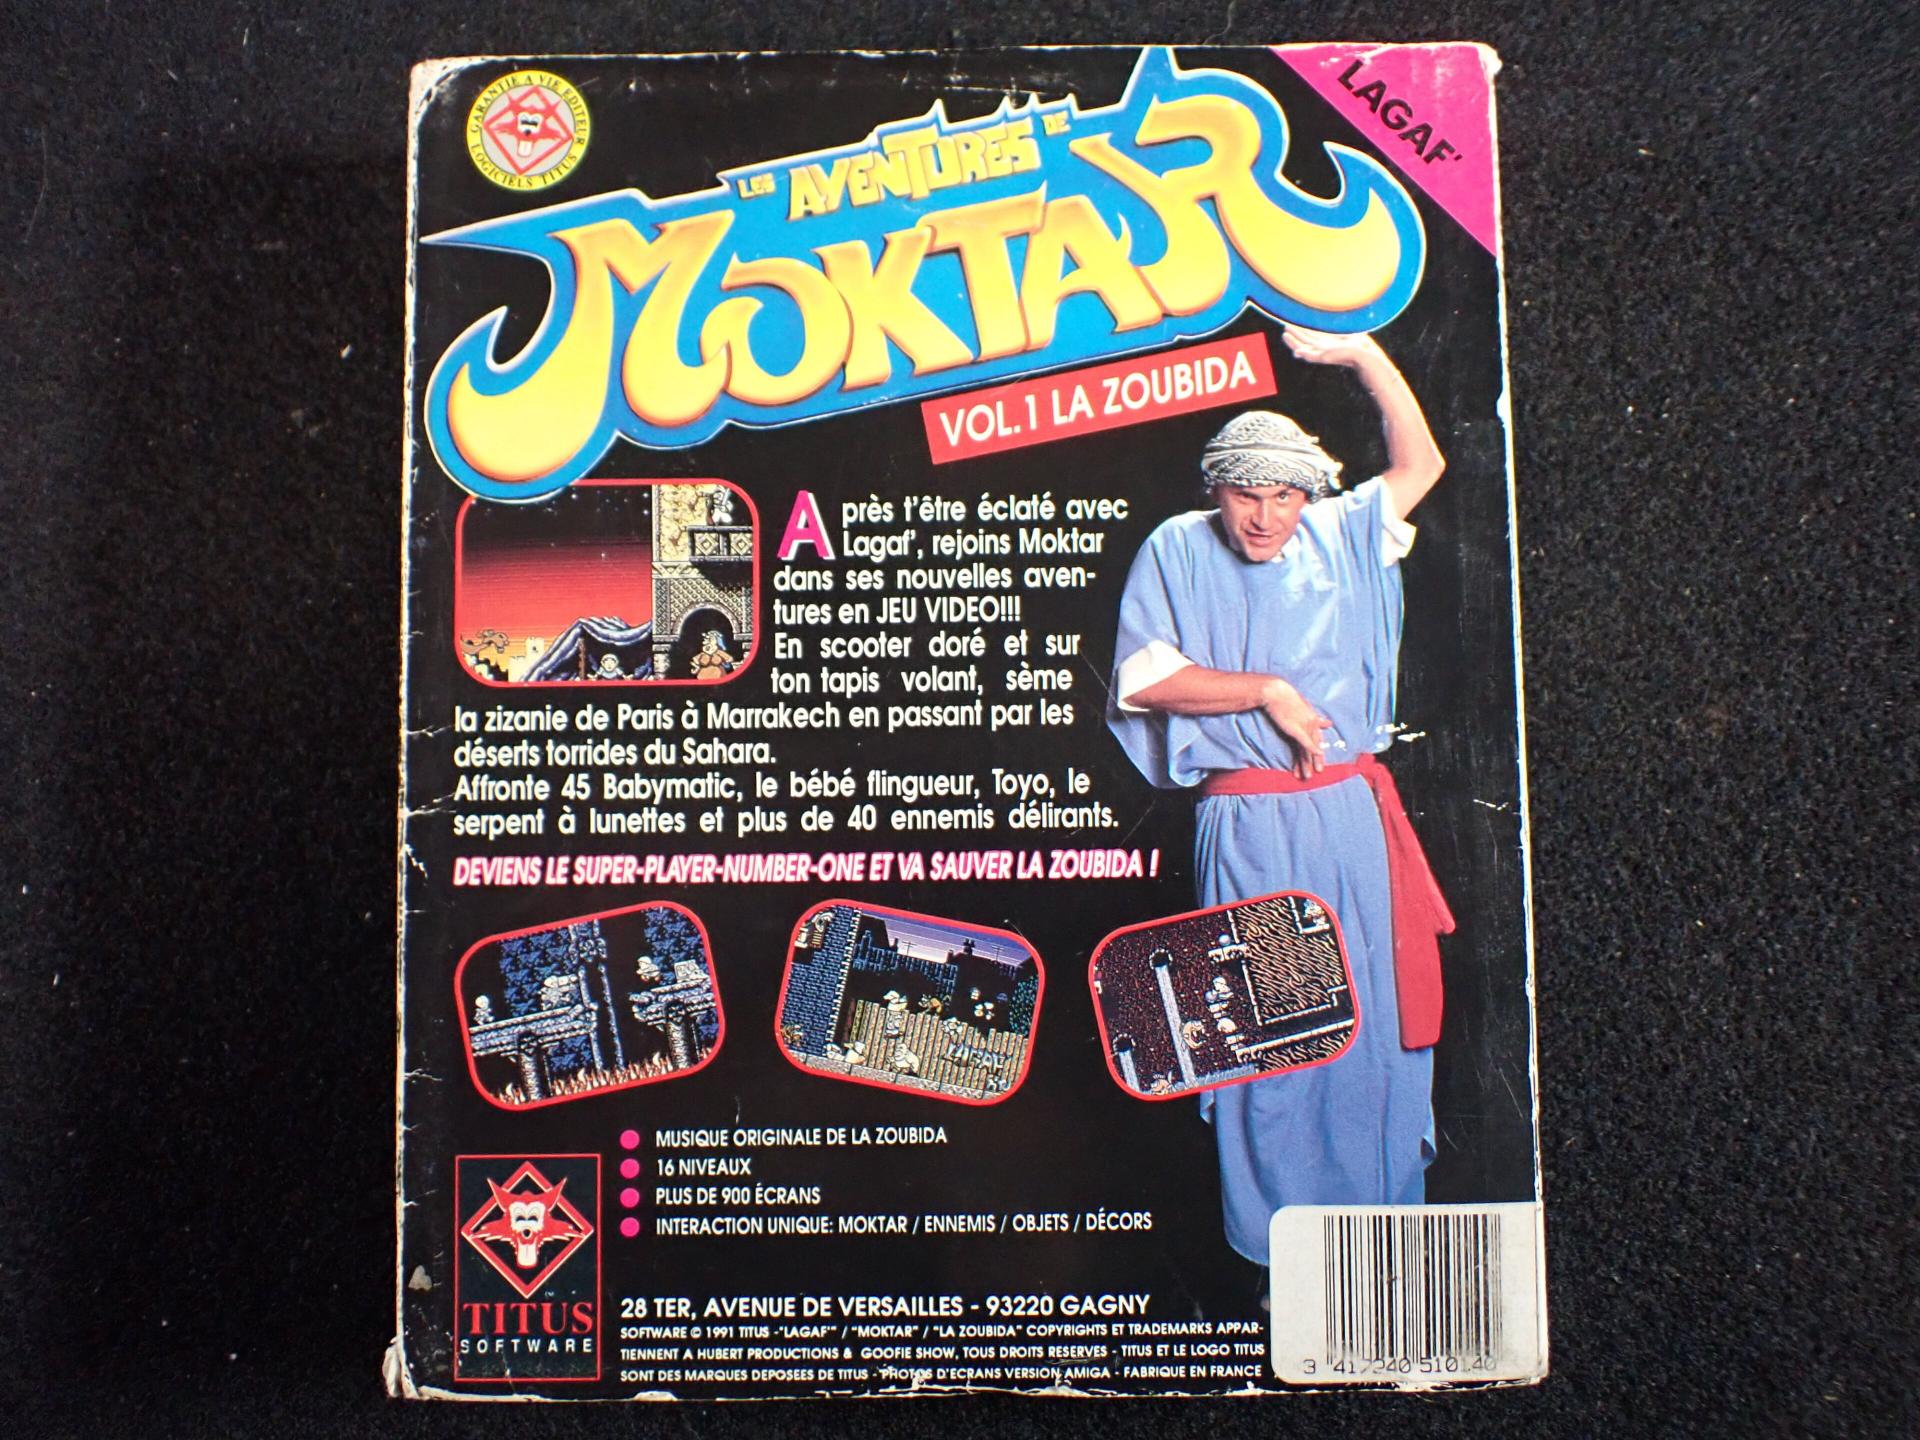 GARANTIE A VIE EDITEUR
LOGICIELS TITUS
LAGAF'
LES AVENTURES DE
MOKTAR
VOL.1 LA ZOUBIDA
Après t'être éclaté avec
Lagaf', rejoins Moktar
dans ses nouvelles aven-
tures en JEU VIDEO!!!
En scooter doré et sur
ton tapis volant, sème
la zizanie de Paris à Marrakech en passant par les
déserts torrides du Sahara.
Affronte 45 Babymatic, le bébé flingueur, Toyo, le
serpent à lunettes et plus de 40 ennemis délirants.
DEVIENS LE SUPER-PLAYER-NUMBER-ONE ET VA SAUVER LA ZOUBIDA !
LAGAF
MUSIQUE ORIGINALE DE LA ZOUBIDA
16 NIVEAUX
PLUS DE 900 ÉCRANS
INTERACTION UNIQUE: MOKTAR / ENNEMIS / OBJETS / DÉCORS
TITUS
SOFTWARE
28 TER, AVENUE DE VERSAILLES - 93220 GAGNY
SOFTWARE © 1991 TITUS -"LAGAF'" / "MOKTAR" / "LA ZOUBIDA" COPYRIGHTS ET TRADEMARKS APPAR-
TIENNENT A HUBERT PRODUCTIONS & GOOFIE SHOW, TOUS DROITS RESERVES - TITUS ET LE LOGO TITUS
SONT DES MARQUES DEPOSEES DE TITUS - PHOTOS D'ECRANS VERSION AMIGA - FABRIQUE EN FRANCE
3 417240 510140